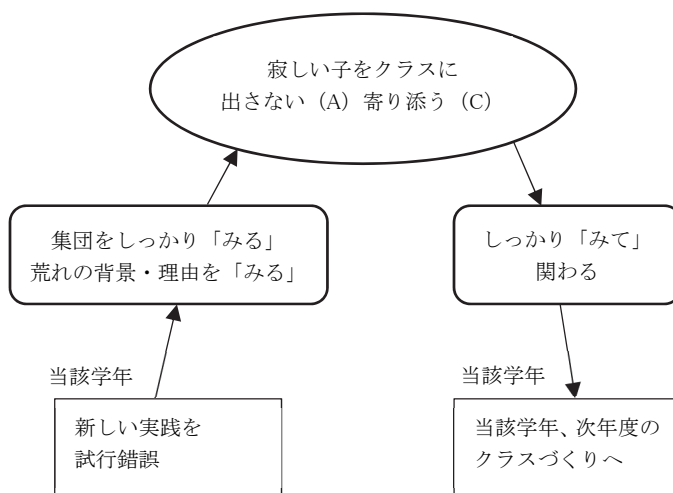 寂しい子をクラスに
出さない（A）寄り添う（C）
集団をしっかり「みる」
荒れの背景・理由を「みる」
しっかり「みて」
関わる
当該学年
新しい実践を
試行錯誤
当該学年
当該学年、次年度の
クラスづくりへ